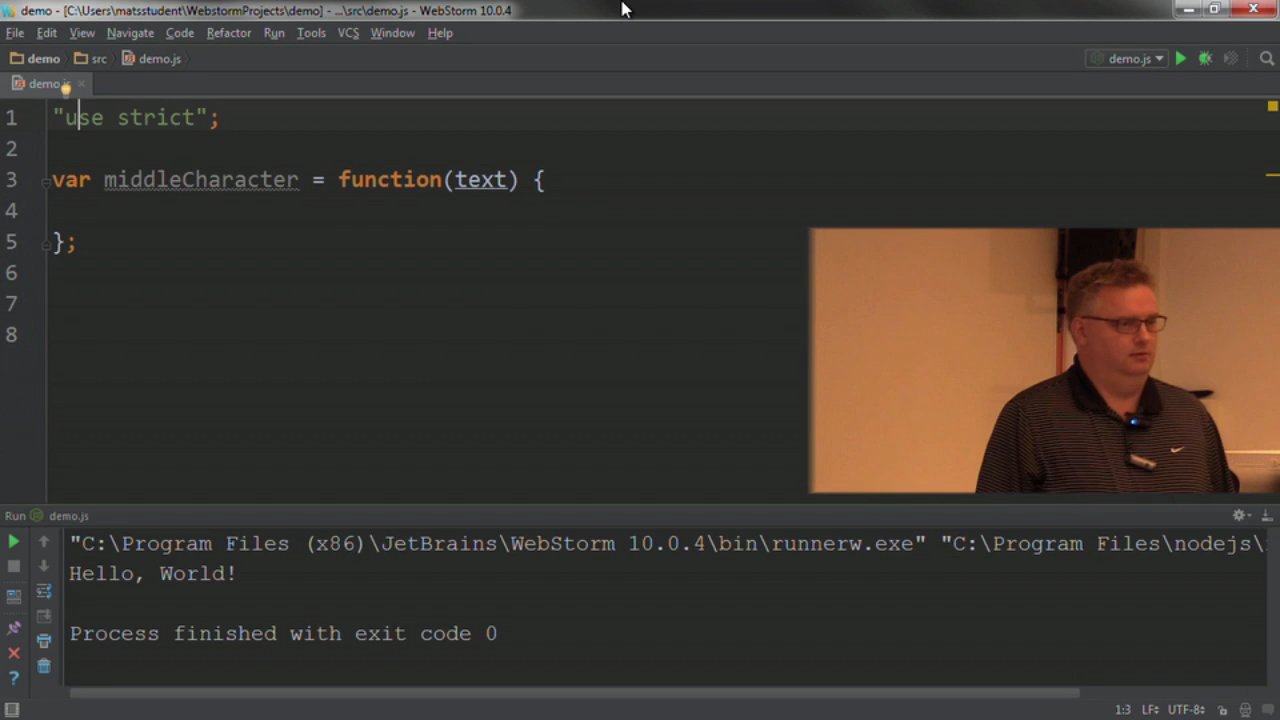 demo - [C:\Users\matsstudent\WebstormProjects\demo] - ...\src\demo.js - WebStorm 10.0.4
File Edit View Navigate Code Refactor Run Tools VCS Window Help
demo src demo.js demo.js
demo.js
1 "use strict";
2
3 var middleCharacter = function(text) {
4
5 };
6
7
8
Run demo.js
"C:\Program Files (x86)\JetBrains\WebStorm 10.0.4\bin\runnerw.exe" "C:\Program Files\nodejs\
Hello, World!
Process finished with exit code 0
1:3 LF UTF-8